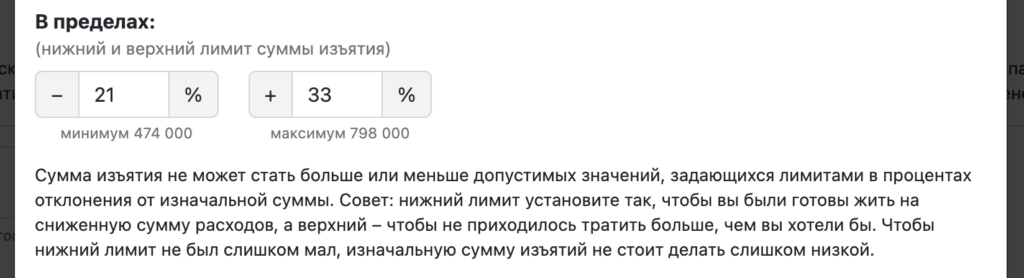 В пределах:
(нижний и верхний лимит суммы изъятия)
– 21 % + 33 %
минимум 474 000 максимум 798 000
Сумма изъятия не может стать больше или меньше допустимых значений, задающихся лимитами в процентах
отклонения от изначальной суммы. Совет: нижний лимит установите так, чтобы вы были готовы жить на
сниженную сумму расходов, а верхний – чтобы не приходилось тратить больше, чем вы хотели бы. Чтобы
нижний лимит не был слишком мал, изначальную сумму изъятий не стоит делать слишком низкой.